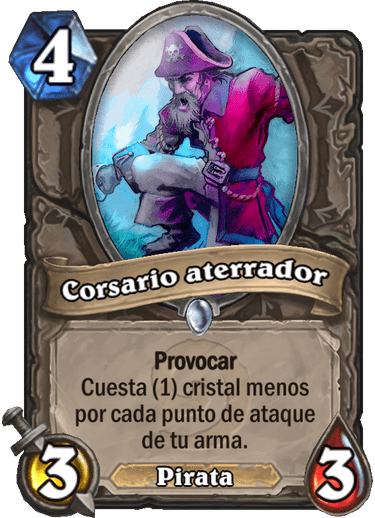 4
Corsario aterrador
Provocar
Cuesta (1) cristal menos
por cada punto de ataque
de tu arma.
3
Pirata
3